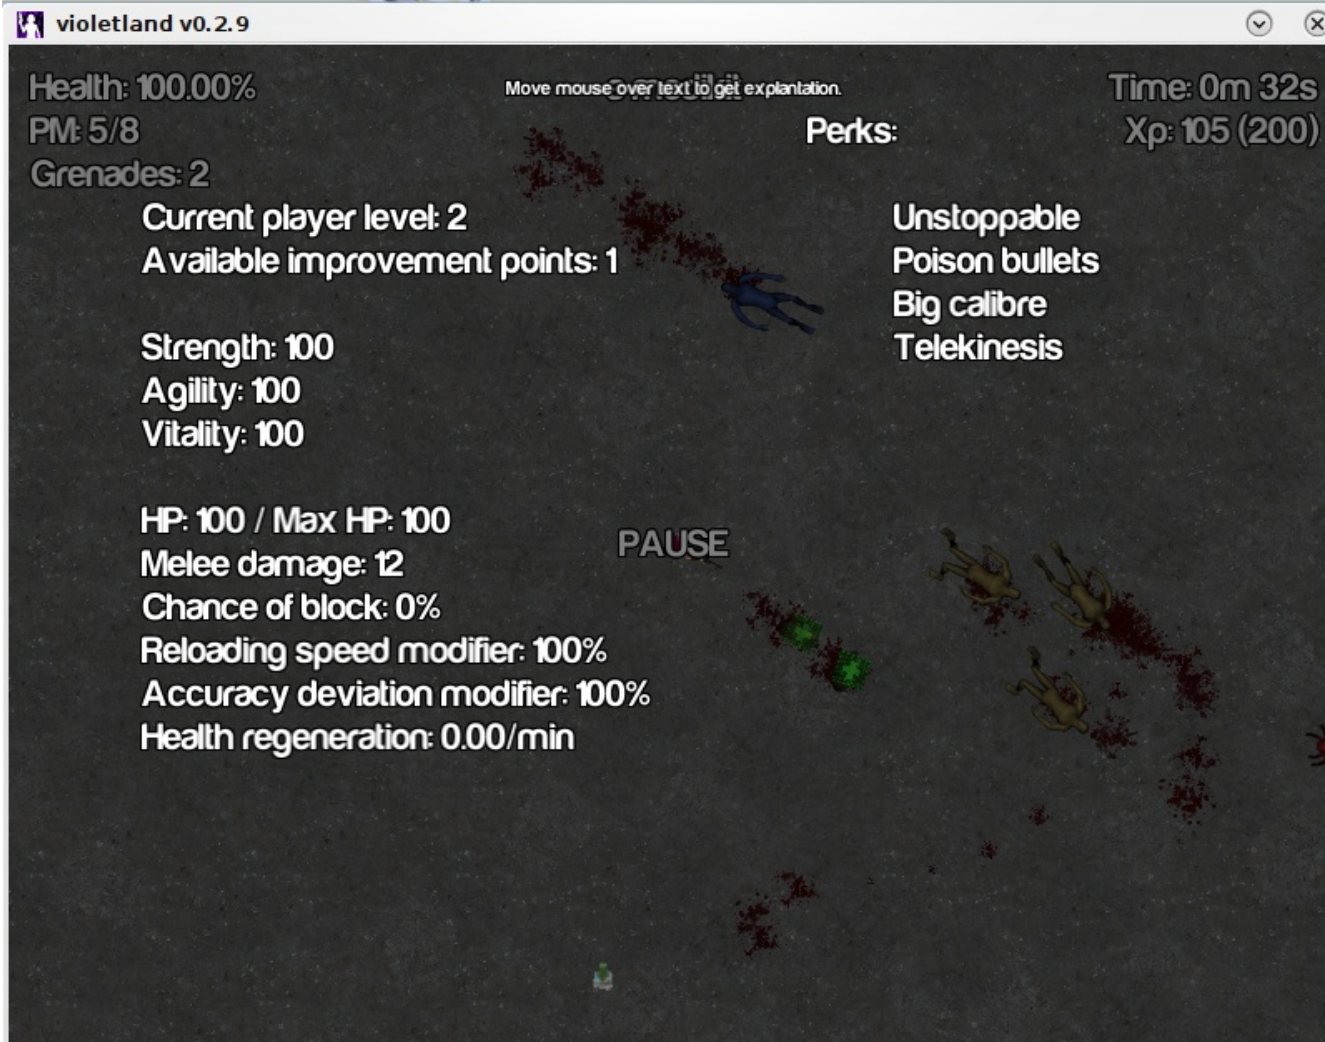 violetland v0.2.9
Health: 100.00%
Move mouse over text to get explantation.
Time: 0m 32s
PM: 5/8
Perks:
Xp: 105 (200)
Grenades: 2
Current player level: 2
Unstoppable
Available improvement points: 1
Poison bullets
Big calibre
Strength: 100
Telekinesis
Agility: 100
Vitality: 100
HP: 100 / Max HP: 100
PAUSE
Melee damage: 12
Chance of block: 0%
Reloading speed modifier: 100%
Accuracy deviation modifier: 100%
Health regeneration: 0.00/min